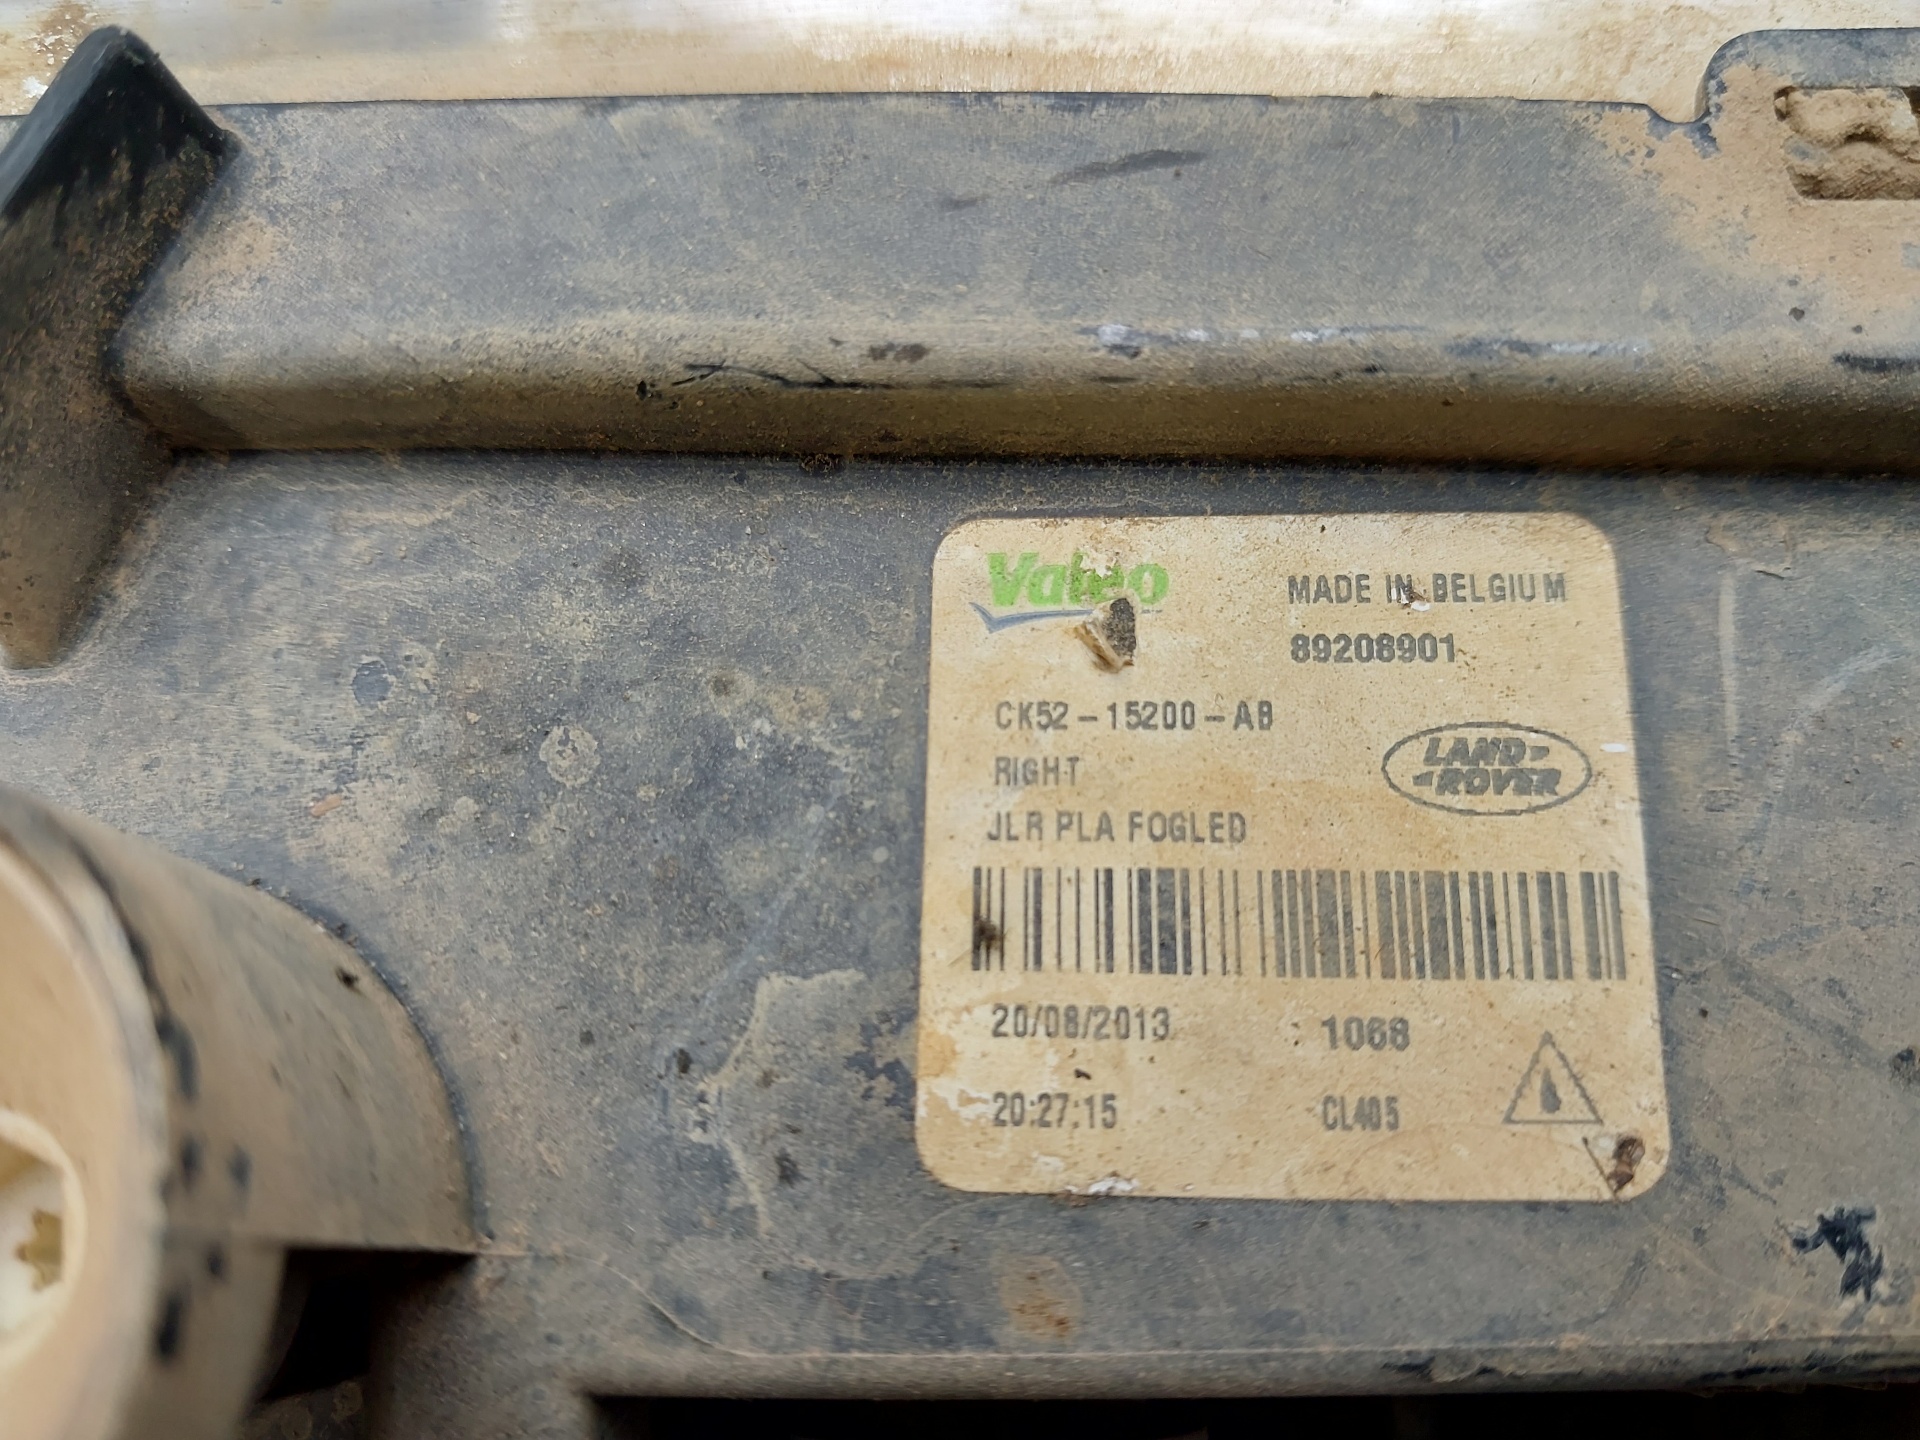 Valeo
MADE IN BELGIUM
89208901
CK52-15200-AB
RIGHT
LAND
ROVER
JLR PLA FOGLED
20/08/2013
1068
20:27:15
CL405